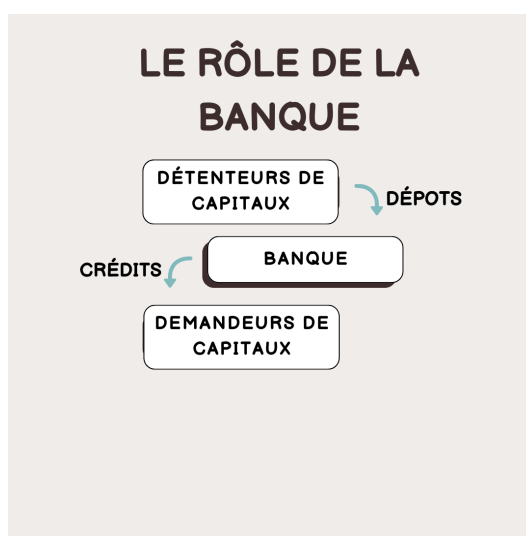 LE RÔLE DE LA
BANQUE
DÉTENTEURS DE
CAPITAUX
DÉPOTS
BANQUE
CRÉDITS
DEMANDEURS DE
CAPITAUX